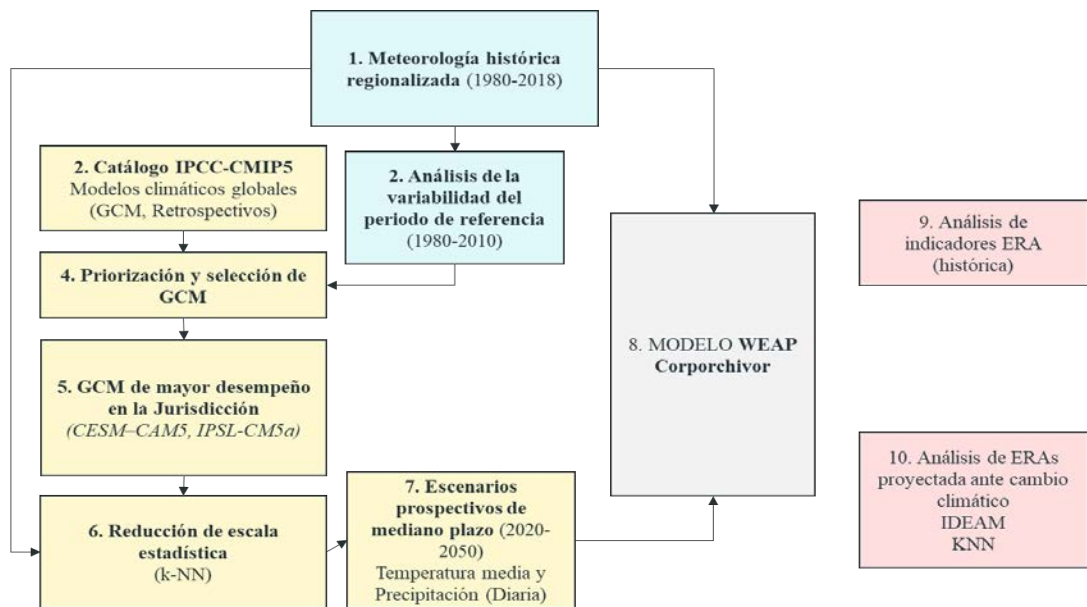 1. Meteorología histórica
regionalizada (1980-2018)
2. Catálogo IPCC-CMIP5
Modelos climáticos globales
(GCM, Retrospectivos)
2. Análisis de la
variabilidad del
periodo de referencia
(1980-2010)
4. Priorización y selección de
GCM
5. GCM de mayor desempeño
en la Jurisdicción
(CESM–CAM5, IPSL-CM5a)
6. Reducción de escala
estadística
(k-NN)
7. Escenarios
prospectivos de
mediano plazo (2020-
2050)
Temperatura media y
Precipitación (Diaria)
8. MODELO WEAP
Corporchivor
9. Análisis de
indicadores ERA
(histórica)
10. Análisis de ERAs
proyectada ante cambio
climático
IDEAM
KNN